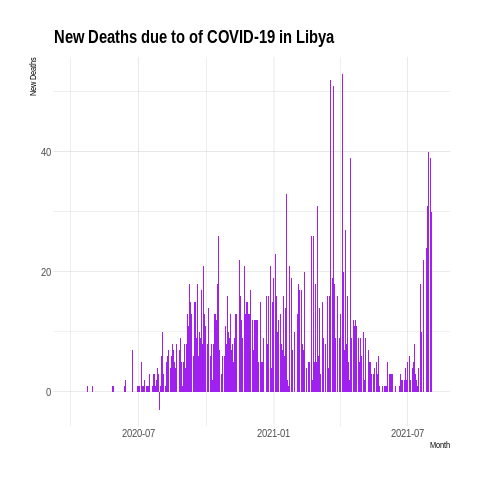 New Deaths due to of COVID-19 in Libya
New Deaths
40
20
0
2020-07
2021-01
2021-07
Month